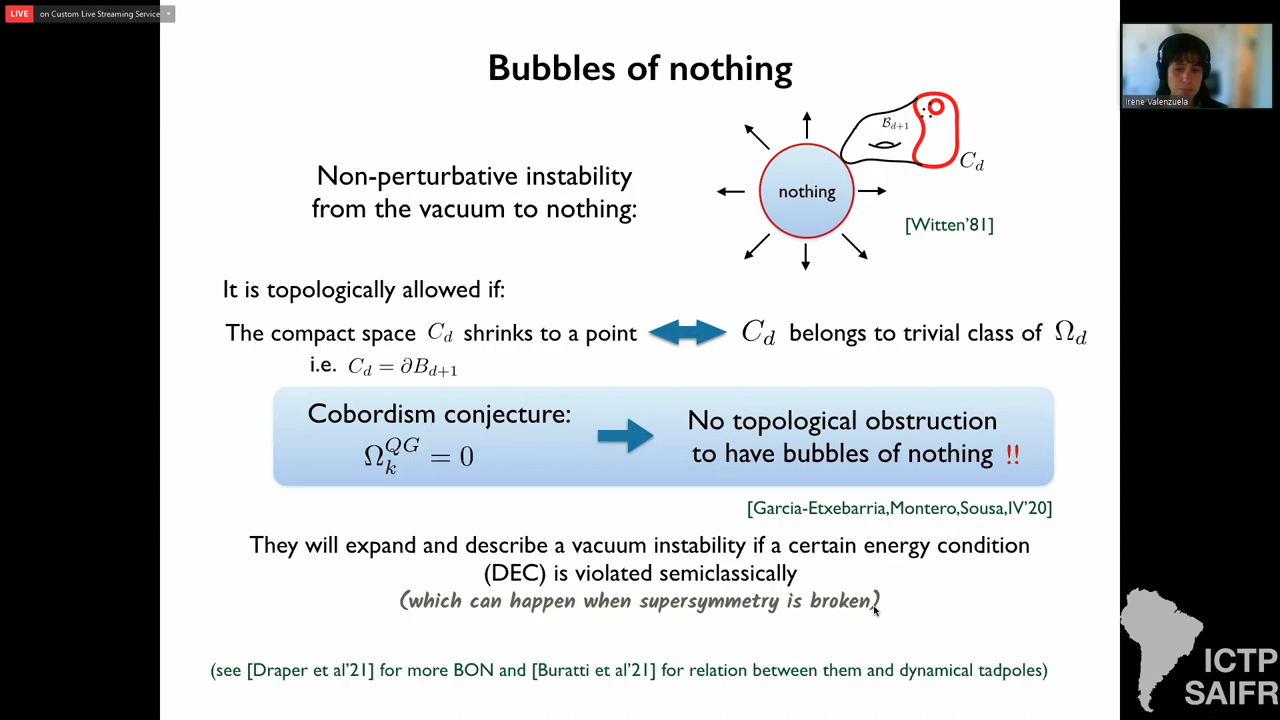 LIVE on Custom Live Streaming Service
Irene Valenzuela
Bubbles of nothing
Non-perturbative instability
from the vacuum to nothing:
nothing
B_{d+1}
C_d
[Witten'81]
It is topologically allowed if:
The compact space C_d shrinks to a point
i.e. C_d = ∂B_{d+1}
C_d belongs to trivial class of Ω_d
Cobordism conjecture:
Ω_k^{QG} = 0
No topological obstruction
to have bubbles of nothing !!
[Garcia-Etxebarria,Montero,Sousa,IV'20]
They will expand and describe a vacuum instability if a certain energy condition
(DEC) is violated semiclassically
(which can happen when supersymmetry is broken)
(see [Draper et al'21] for more BON and [Buratti et al'21] for relation between them and dynamical tadpoles)
ICTP
SAIFR